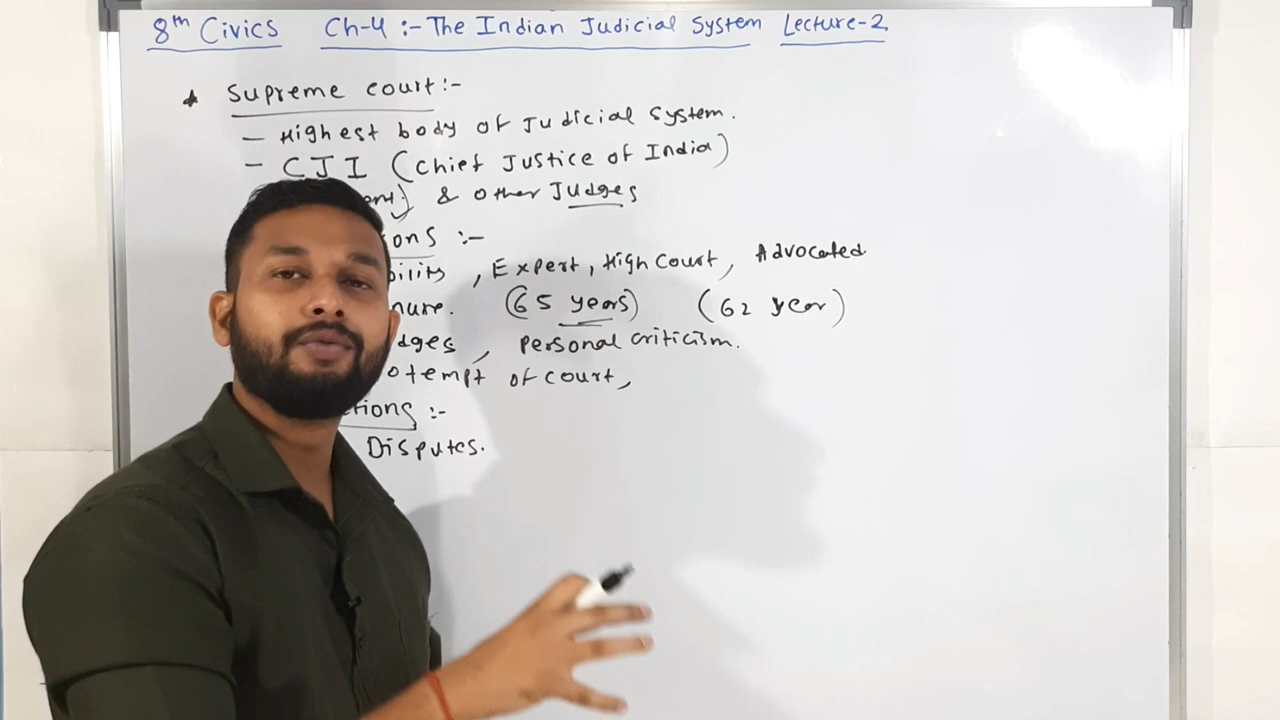 8th Civics Ch-4 :- The Indian Judicial System Lecture-2
* Supreme court :-
- Highest body of Judicial System.
- CJI (Chief Justice of India)
& other Judges
ons :-
, Expert, High Court, Advocated
nure. (65 years) (62 year)
dges, Personal criticism.
otempt of court,
tions :-
Disputes.